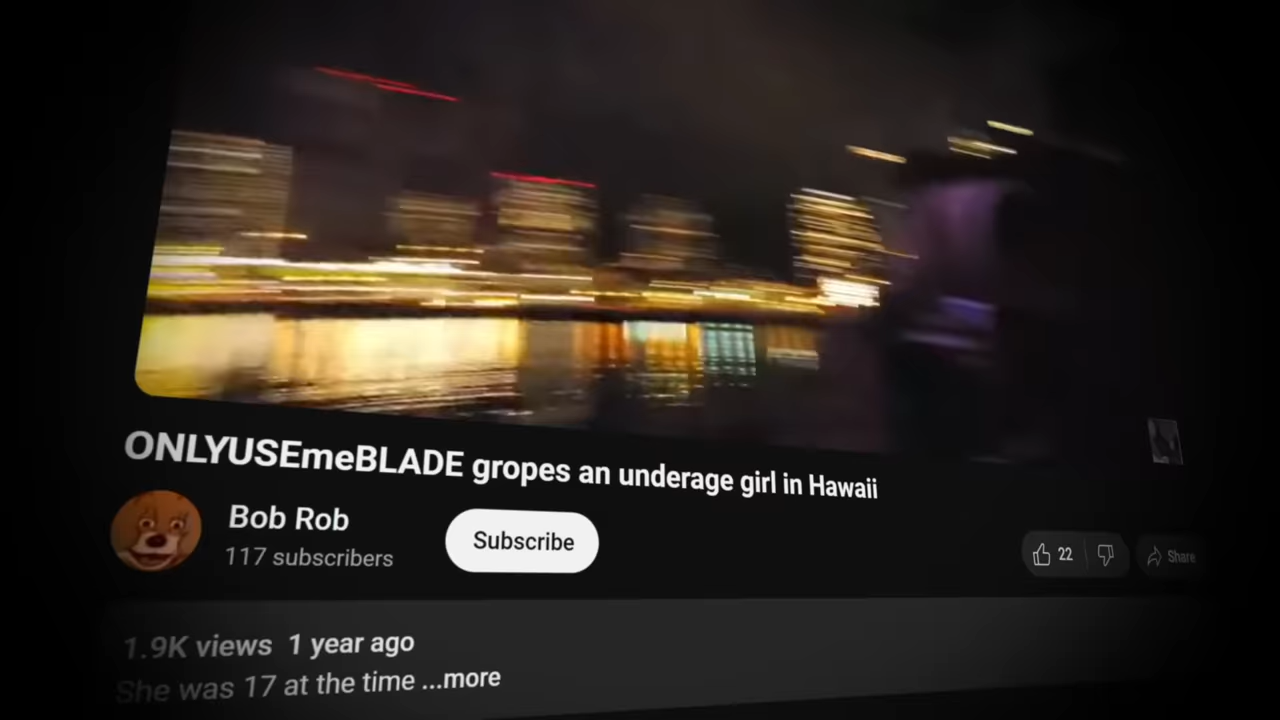 ONLYUSEmeBLADE gropes an underage girl in Hawaii
Bob Rob
117 subscribers
Subscribe
22
Share
1.9K views 1 year ago
She was 17 at the time ...more